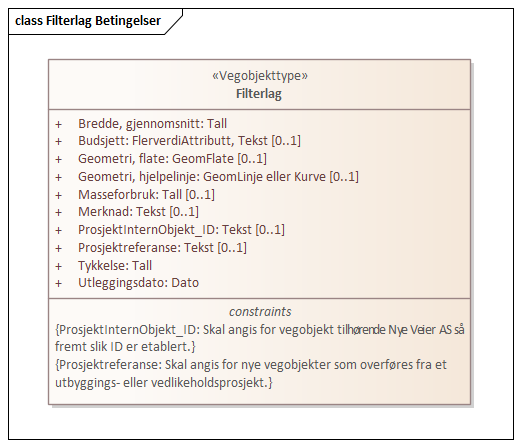 class Filterlag Betingelser
«Vegobjekttype»
Filterlag
+ Bredde, gjennomsnitt: Tall
+ Budsjett: FlerverdiAttributt, Tekst [0..1]
+ Geometri, flate: GeomFlate [0..1]
+ Geometri, hjelpelinje: GeomLinje eller Kurve [0..1]
+ Masseforbruk: Tall [0..1]
+ Merknad: Tekst [0..1]
+ ProsjektInternObjekt_ID: Tekst [0..1]
+ Prosjektreferanse: Tekst [0..1]
+ Tykkelse: Tall
+ Utleggingsdato: Dato
constraints
{ProsjektInternObjekt_ID: Skal angis for vegobjekt tilhørende Nye Veier AS så
fremt slik ID er etablert.}
{Prosjektreferanse: Skal angis for nye vegobjekter som overføres fra et
utbyggings- eller vedlikeholdsprosjekt.}